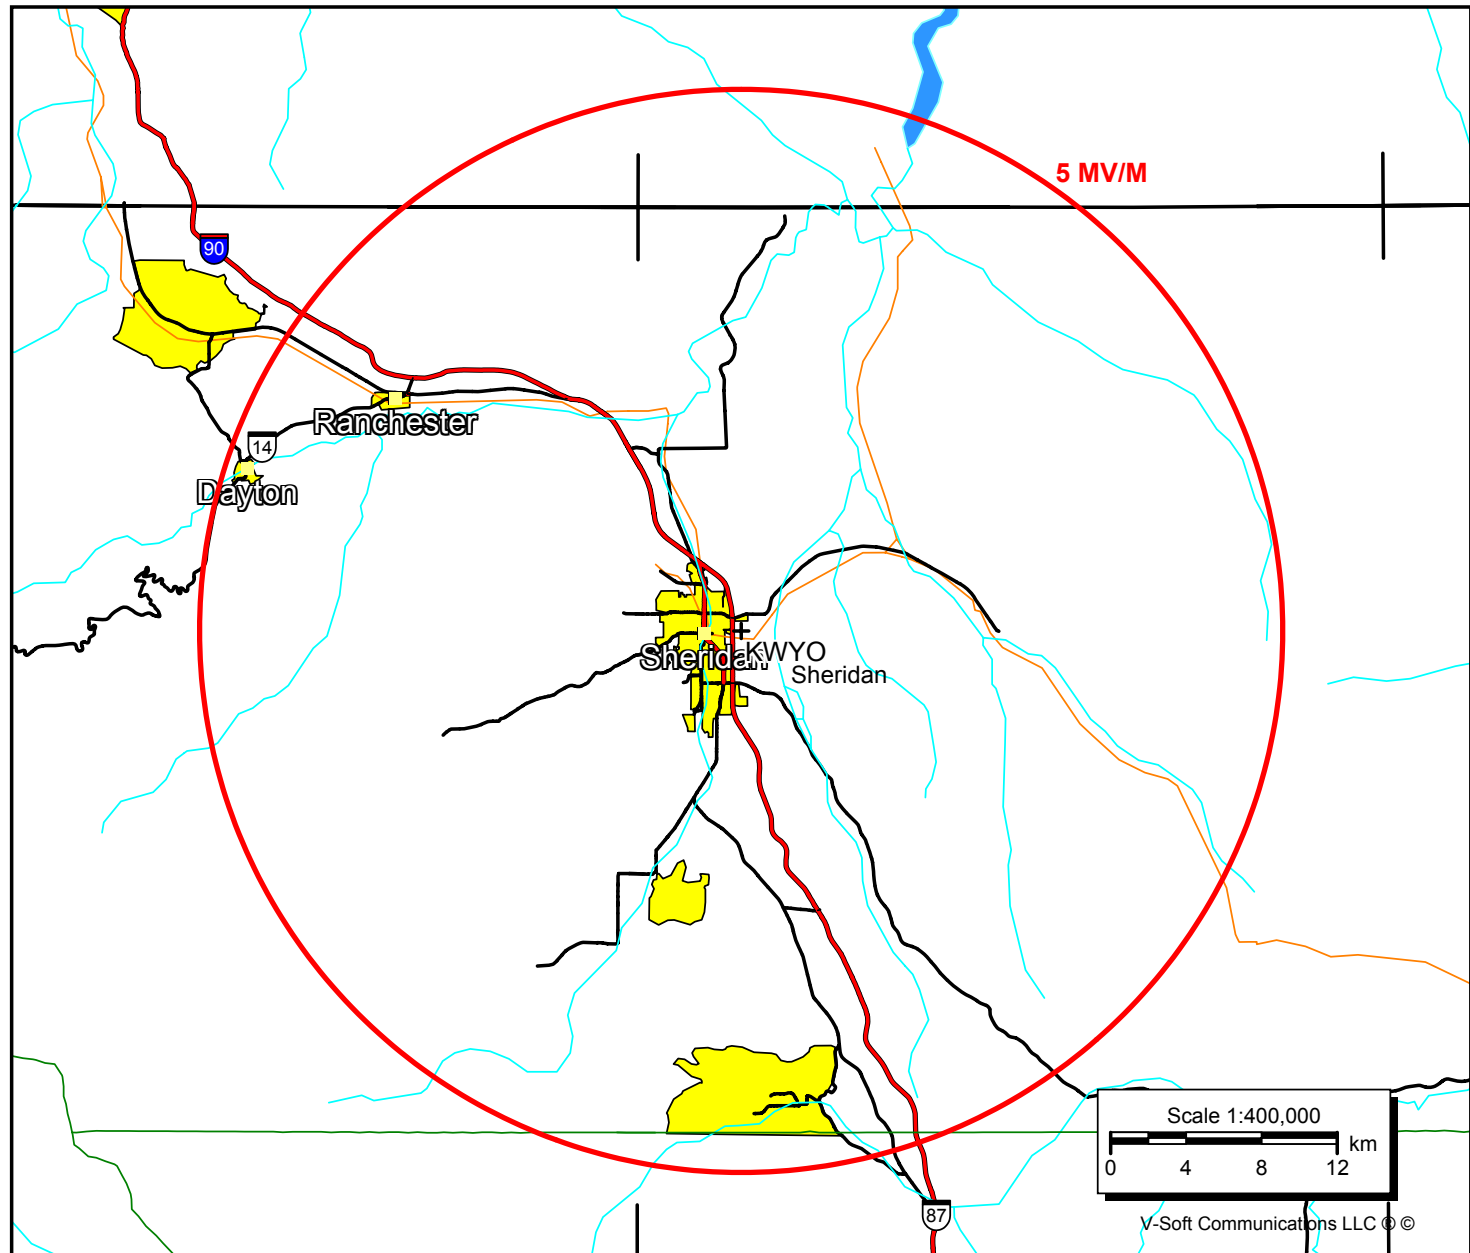 5 MV/M
90
Ranchester
14
Dayton
KWYO
Sheridan
Sheridan
Scale 1:400,000
km
0 4 8 12
87
V-Soft Communications LLC ® ©